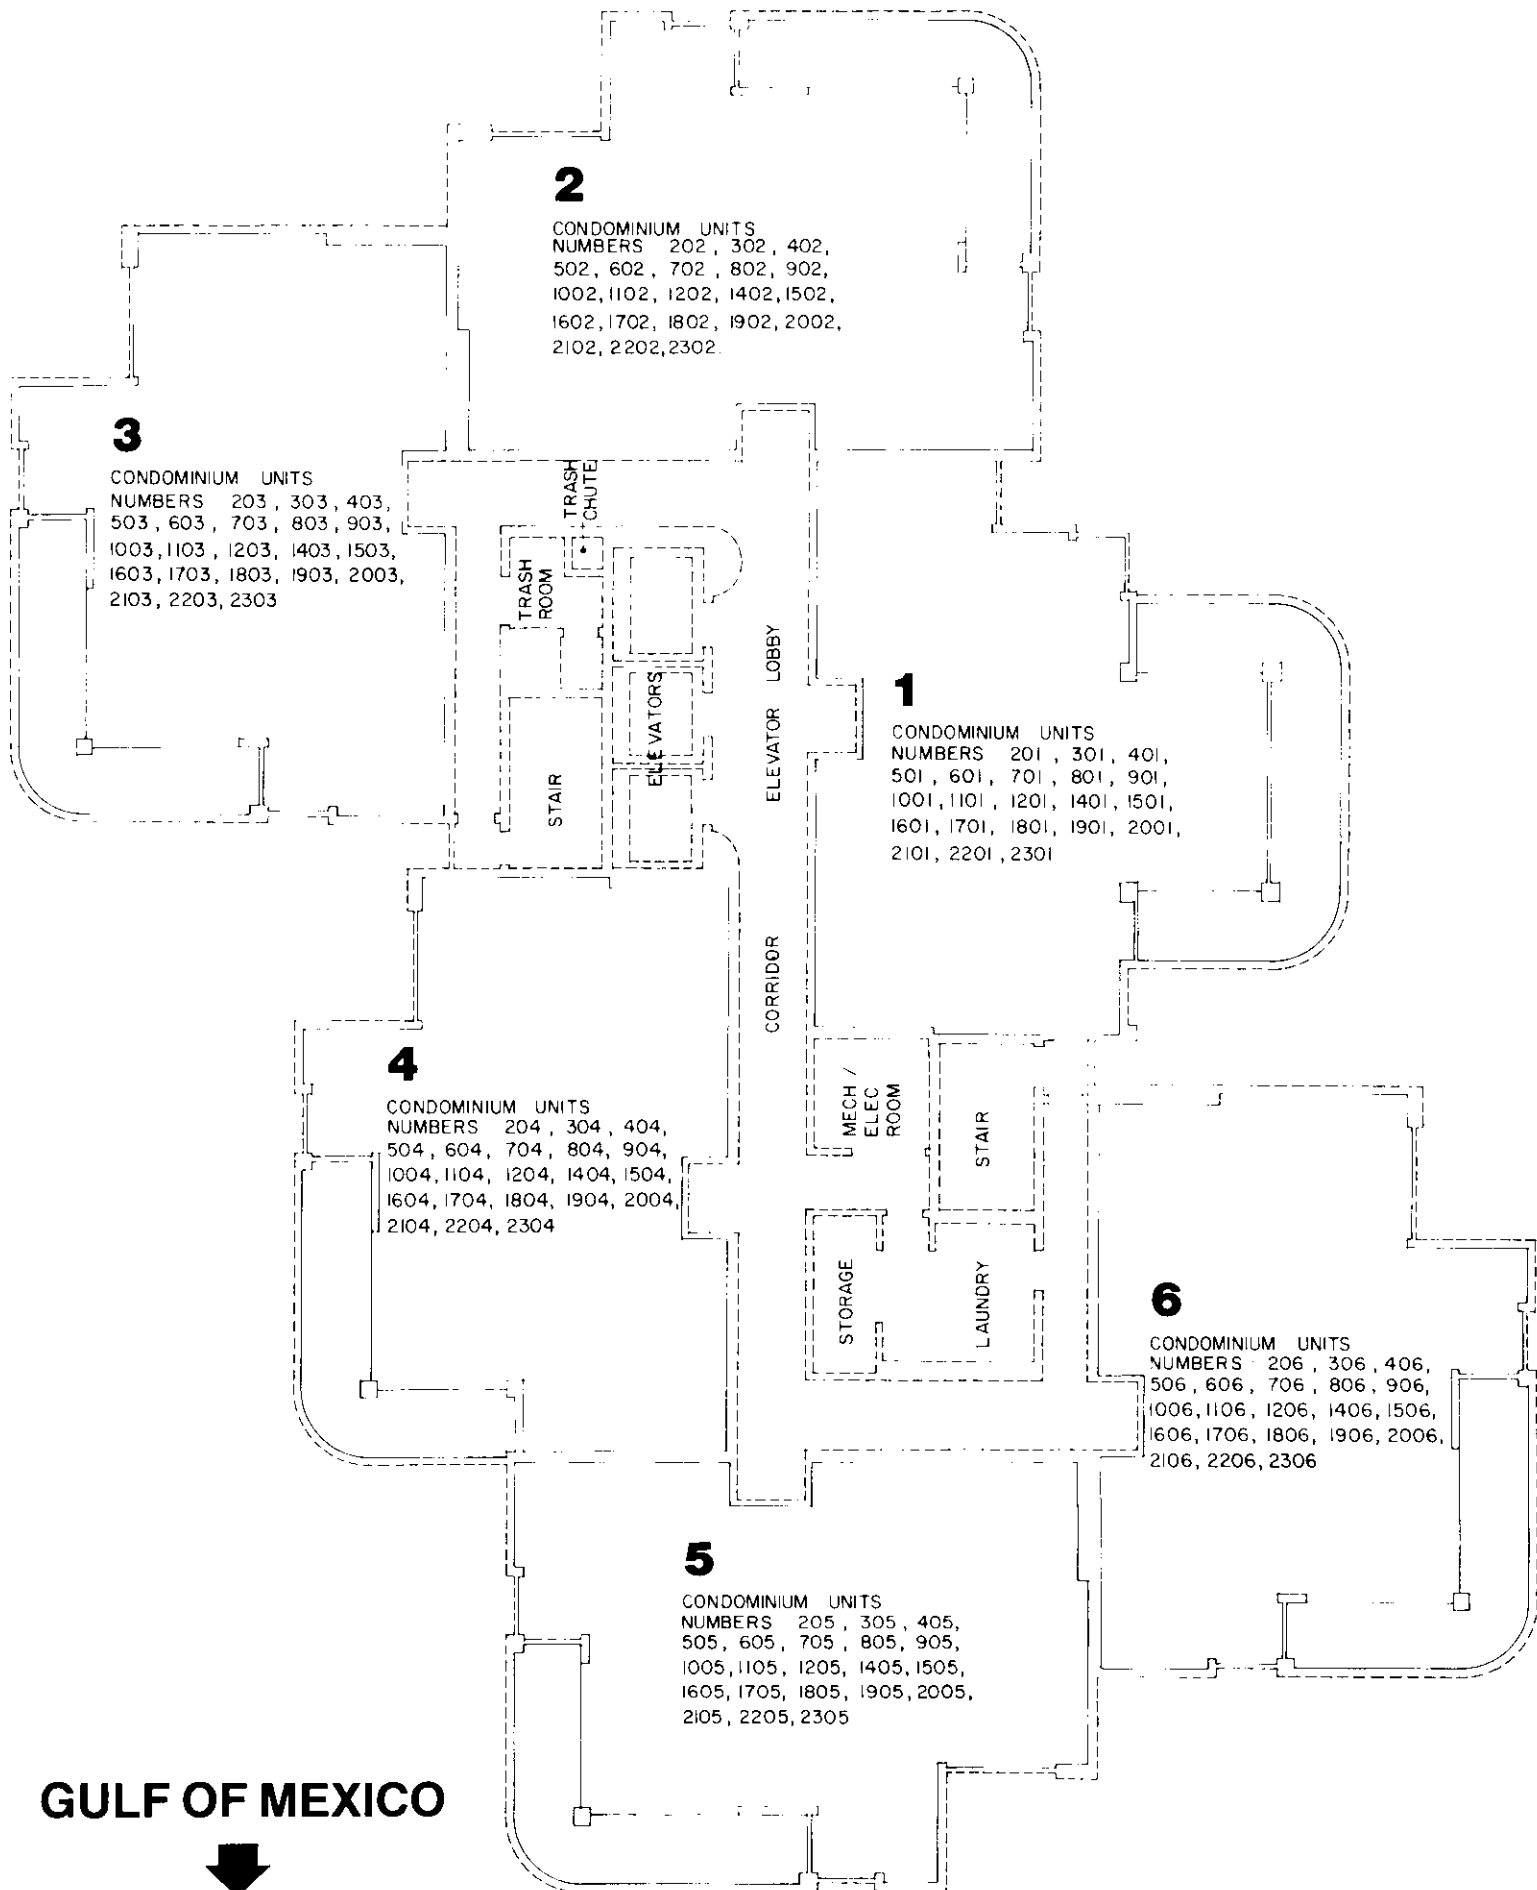 2
CONDOMINIUM UNITS
NUMBERS 202, 302, 402,
502, 602, 702, 802, 902,
1002, 1102, 1202, 1402, 1502,
1602, 1702, 1802, 1902, 2002,
2102, 2202, 2302.
3
CONDOMINIUM UNITS
NUMBERS 203, 303, 403,
503, 603, 703, 803, 903,
1003, 1103, 1203, 1403, 1503,
1603, 1703, 1803, 1903, 2003,
2103, 2203, 2303
TRASH
CHUTE
TRASH
ROOM
STAIR
ELEVATORS
ELEVATOR LOBBY
CORRIDOR
1
CONDOMINIUM UNITS
NUMBERS 201, 301, 401,
501, 601, 701, 801, 901,
1001, 1101, 1201, 1401, 1501,
1601, 1701, 1801, 1901, 2001,
2101, 2201, 2301
4
CONDOMINIUM UNITS
NUMBERS 204, 304, 404,
504, 604, 704, 804, 904,
1004, 1104, 1204, 1404, 1504,
1604, 1704, 1804, 1904, 2004,
2104, 2204, 2304
MECH /
ELEC
ROOM
STAIR
STORAGE
LAUNDRY
6
CONDOMINIUM UNITS
NUMBERS 206, 306, 406,
506, 606, 706, 806, 906,
1006, 1106, 1206, 1406, 1506,
1606, 1706, 1806, 1906, 2006,
2106, 2206, 2306
5
CONDOMINIUM UNITS
NUMBERS 205, 305, 405,
505, 605, 705, 805, 905,
1005, 1105, 1205, 1405, 1505,
1605, 1705, 1805, 1905, 2005,
2105, 2205, 2305
GULF OF MEXICO